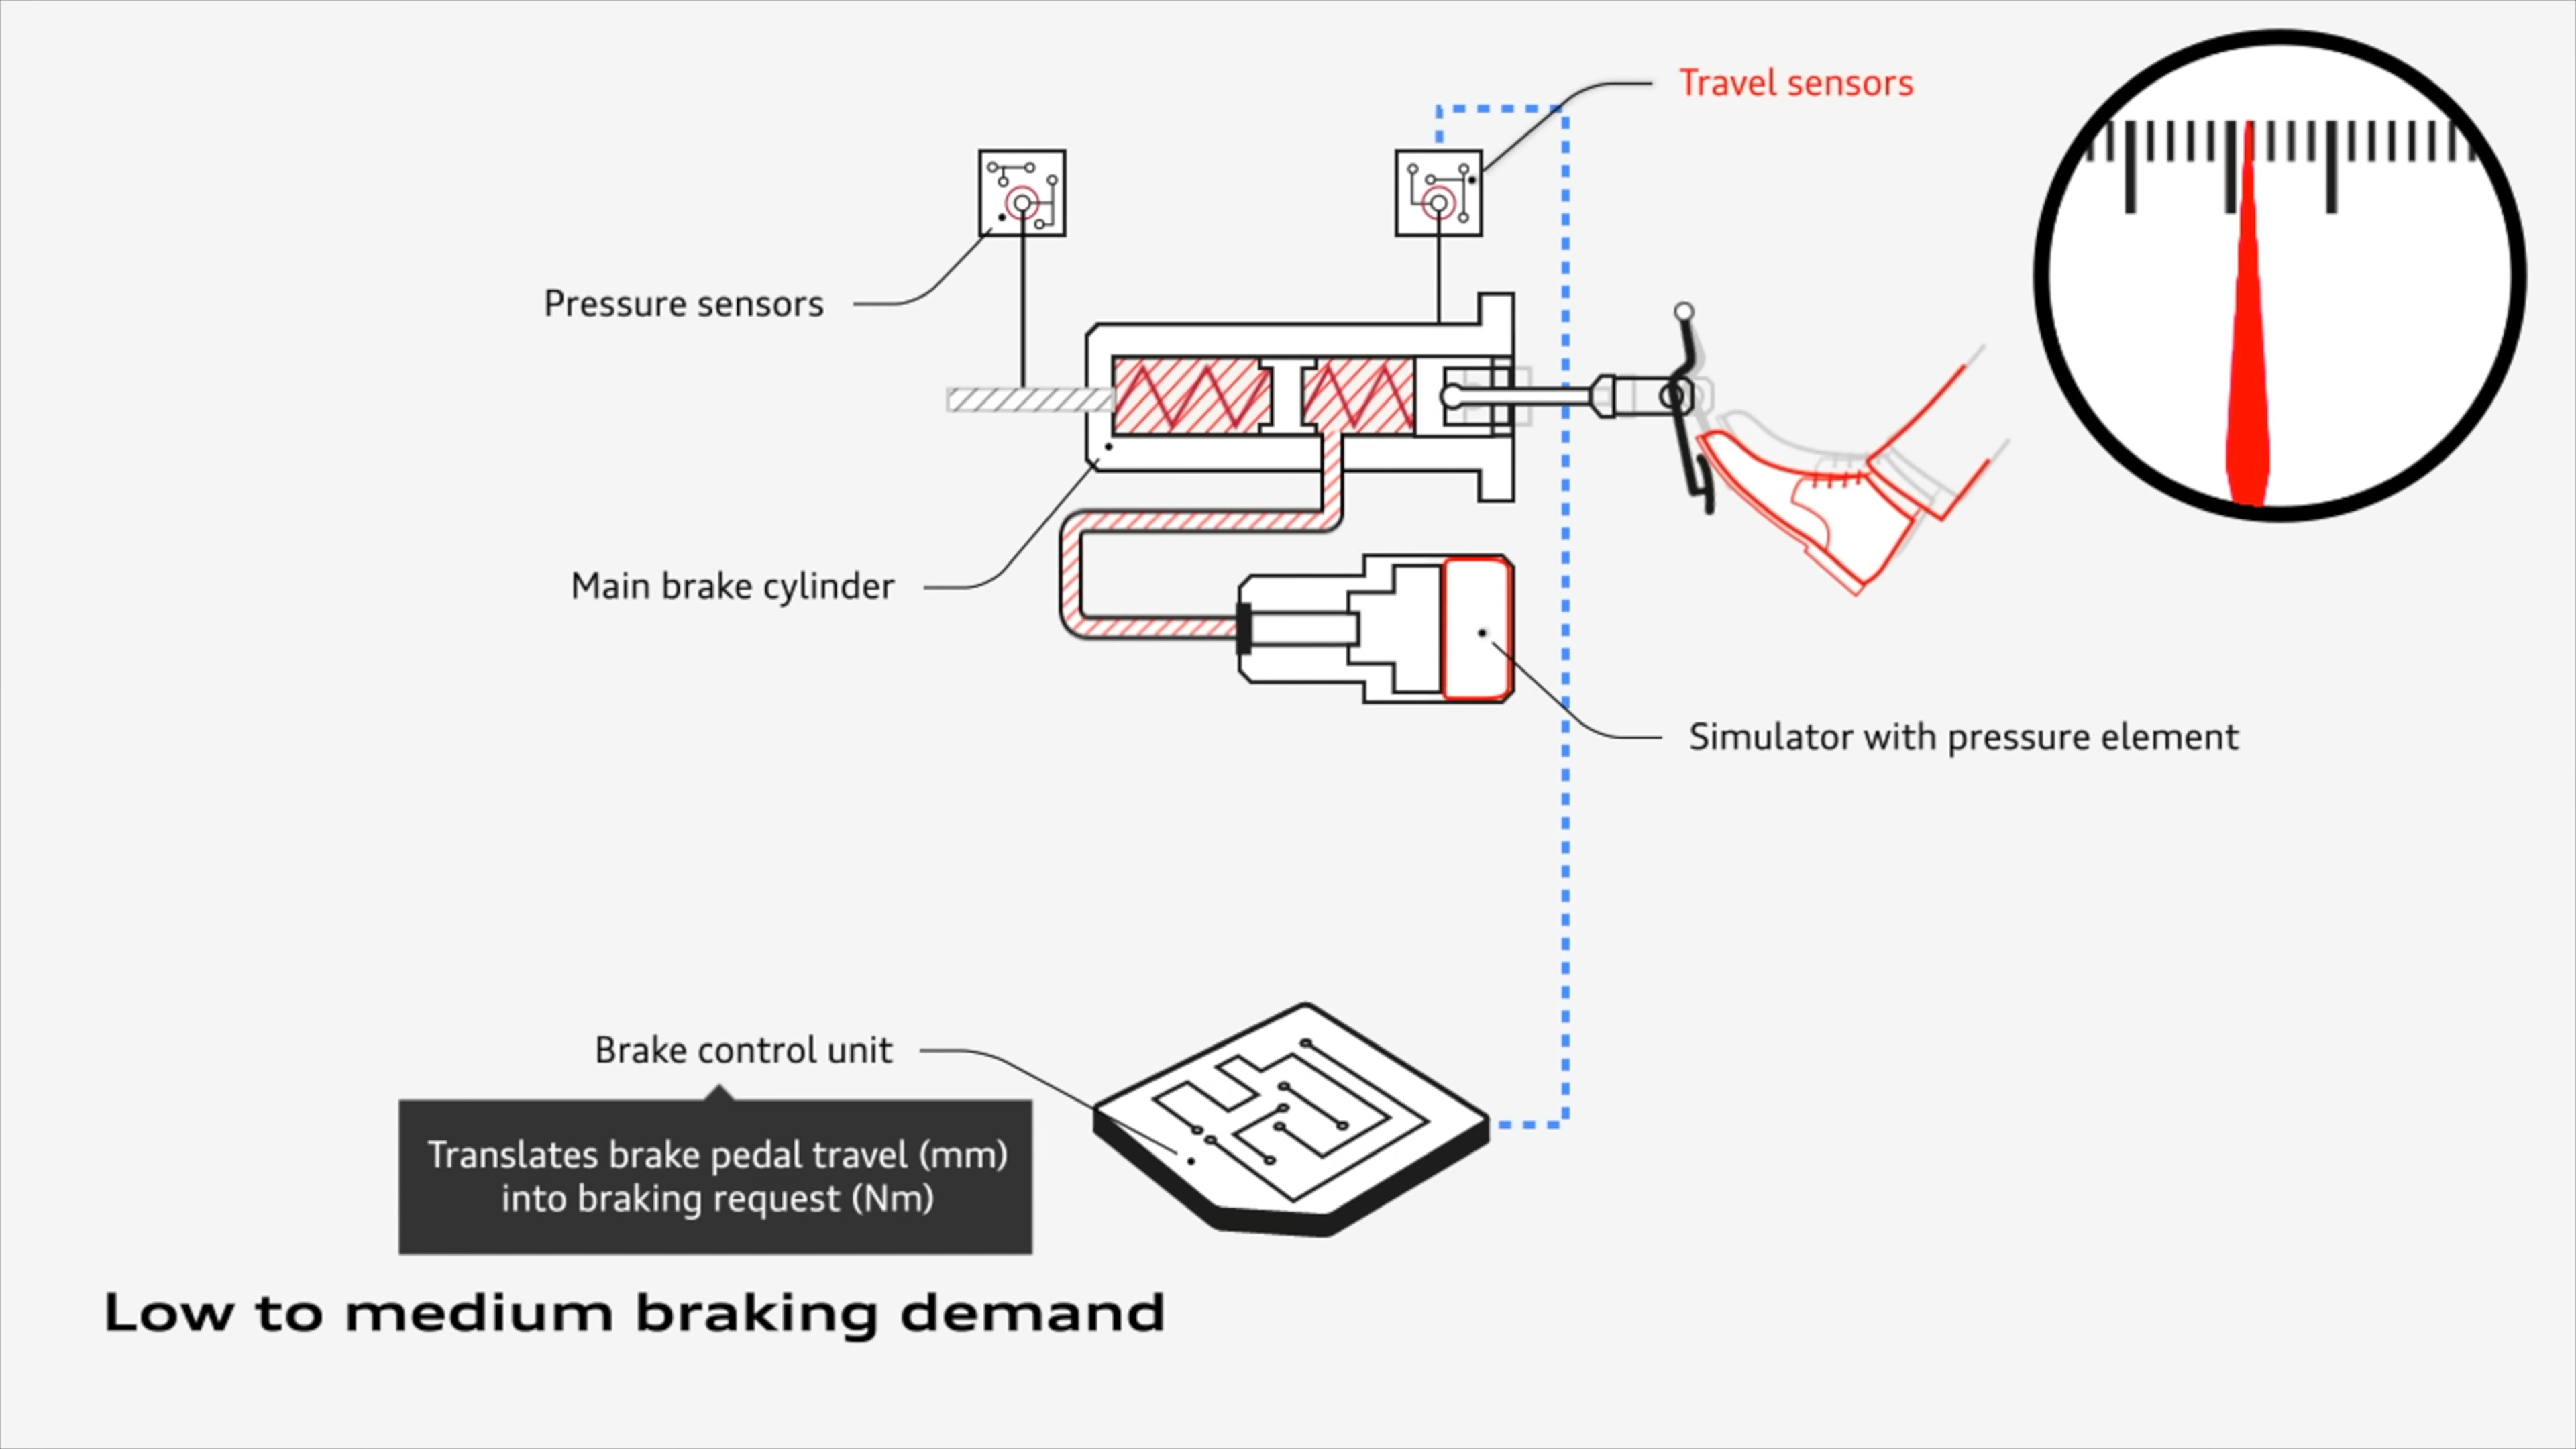 Travel sensors
Pressure sensors
Main brake cylinder
Simulator with pressure element
Brake control unit
Translates brake pedal travel (mm)
into braking request (Nm)
Low to medium braking demand